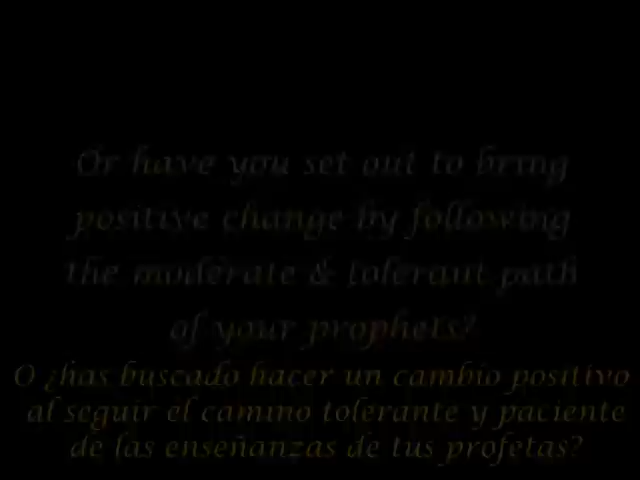 Or have you set out to bring
positive change by following
the moderate & tolerant path
of your prophets?
O ¿has buscado hacer un cambio positivo
al seguir el camino tolerante y paciente
de las enseñanzas de tus profetas?